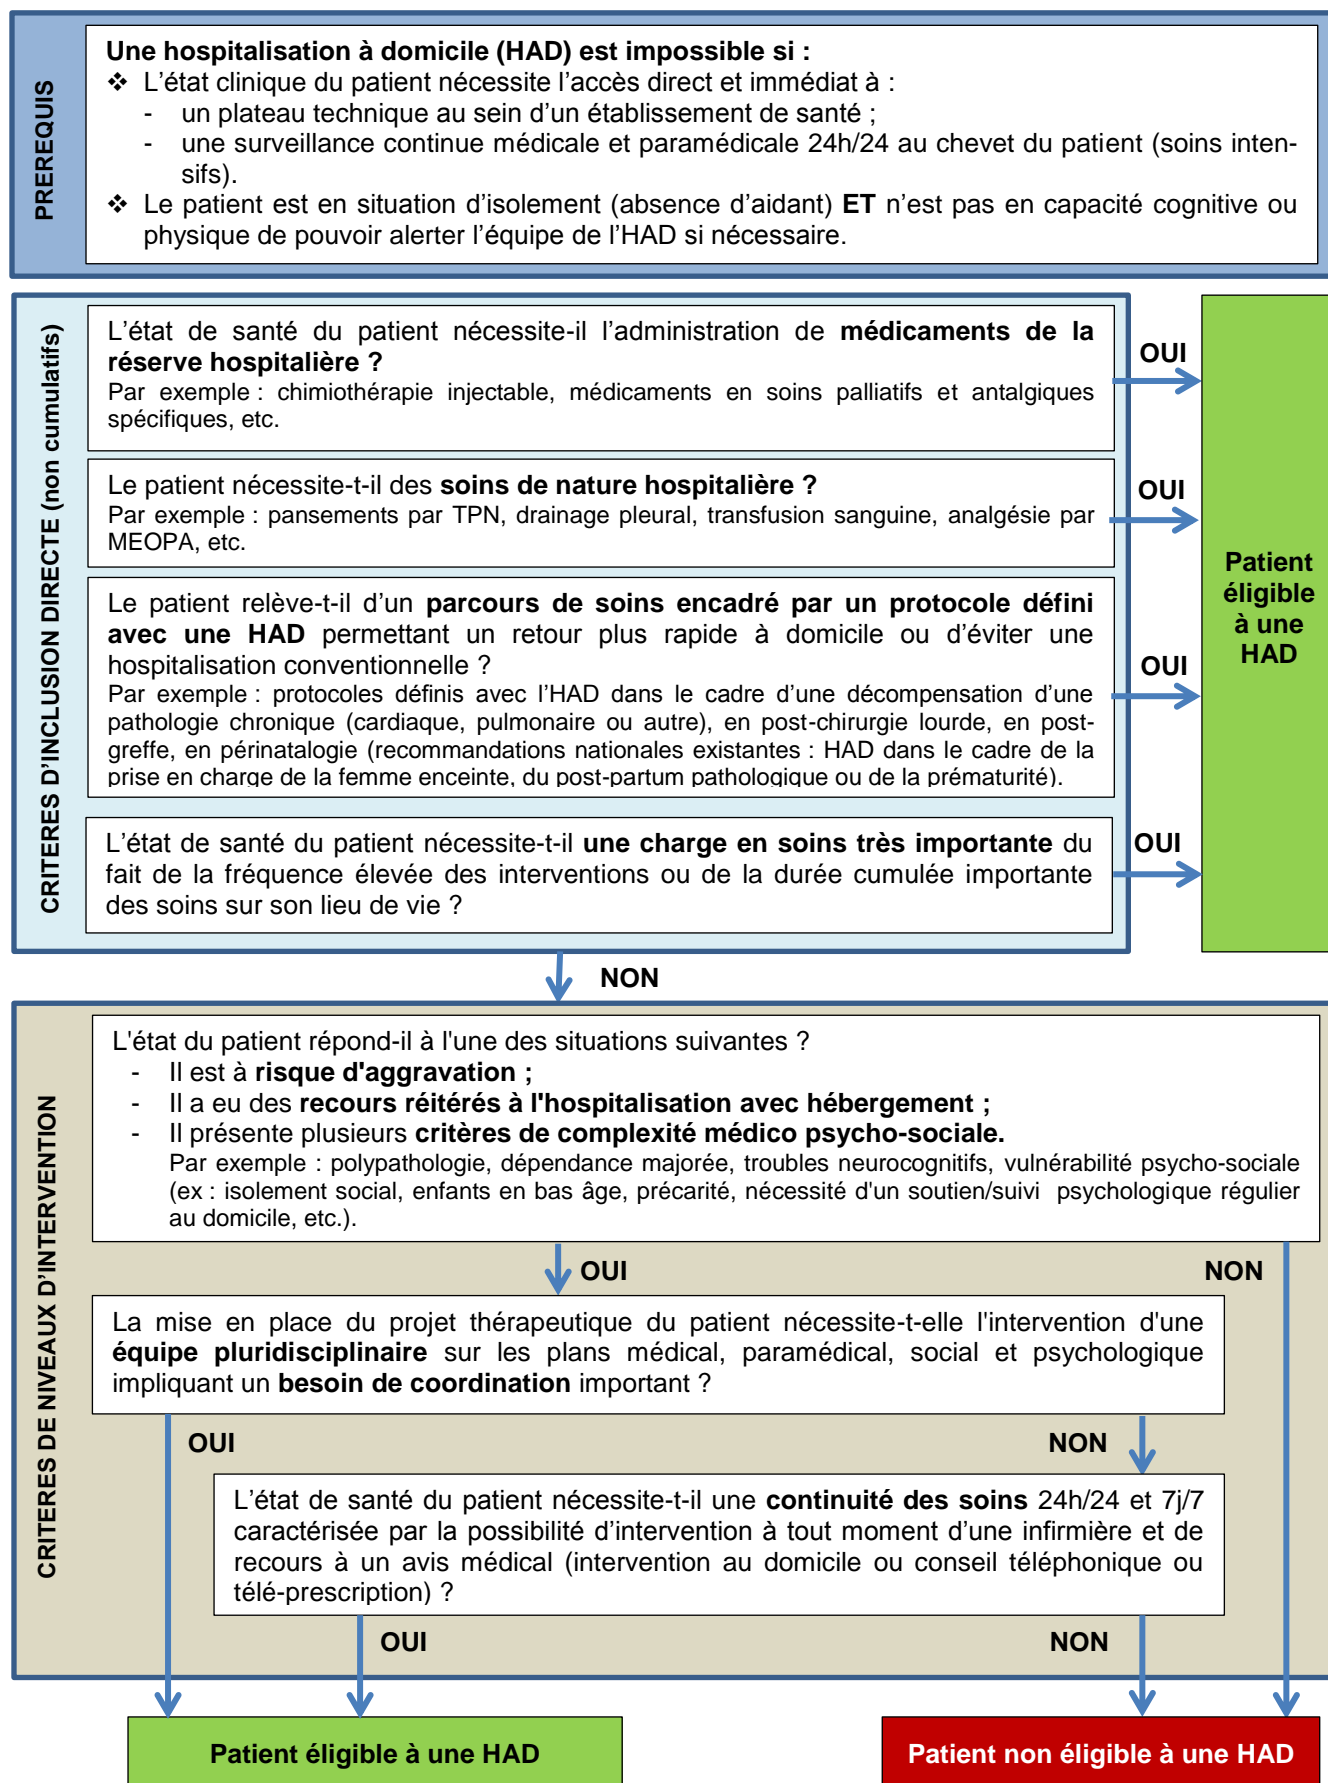 PREREQUIS
Une hospitalisation à domicile (HAD) est impossible si :
❖ L’état clinique du patient nécessite l’accès direct et immédiat à :
- un plateau technique au sein d’un établissement de santé ;
- une surveillance continue médicale et paramédicale 24h/24 au chevet du patient (soins inten-
sifs).
❖ Le patient est en situation d’isolement (absence d’aidant) ET n’est pas en capacité cognitive ou
physique de pouvoir alerter l’équipe de l’HAD si nécessaire.
CRITERES D’INCLUSION DIRECTE (non cumulatifs)
L’état de santé du patient nécessite-il l’administration de médicaments de la
réserve hospitalière ?
Par exemple : chimiothérapie injectable, médicaments en soins palliatifs et antalgiques
spécifiques, etc.
OUI
Le patient nécessite-t-il des soins de nature hospitalière ?
Par exemple : pansements par TPN, drainage pleural, transfusion sanguine, analgésie par
MEOPA, etc.
OUI
Le patient relève-t-il d’un parcours de soins encadré par un protocole défini
avec une HAD permettant un retour plus rapide à domicile ou d’éviter une
hospitalisation conventionnelle ?
Par exemple : protocoles définis avec l’HAD dans le cadre d’une décompensation d’une
pathologie chronique (cardiaque, pulmonaire ou autre), en post-chirurgie lourde, en post-
greffe, en périnatalogie (recommandations nationales existantes : HAD dans le cadre de la
prise en charge de la femme enceinte, du post-partum pathologique ou de la prématurité).
OUI
L’état de santé du patient nécessite-t-il une charge en soins très importante du
fait de la fréquence élevée des interventions ou de la durée cumulée importante
des soins sur son lieu de vie ?
OUI
Patient
éligible
à une
HAD
NON
CRITERES DE NIVEAUX D’INTERVENTION
L'état du patient répond-il à l'une des situations suivantes ?
- Il est à risque d'aggravation ;
- Il a eu des recours réitérés à l'hospitalisation avec hébergement ;
- Il présente plusieurs critères de complexité médico psycho-sociale.
Par exemple : polypathologie, dépendance majorée, troubles neurocognitifs, vulnérabilité psycho-sociale
(ex : isolement social, enfants en bas âge, précarité, nécessité d'un soutien/suivi psychologique régulier
au domicile, etc.).
OUI
NON
La mise en place du projet thérapeutique du patient nécessite-t-elle l'intervention d'une
équipe pluridisciplinaire sur les plans médical, paramédical, social et psychologique
impliquant un besoin de coordination important ?
OUI
NON
L’état de santé du patient nécessite-t-il une continuité des soins 24h/24 et 7j/7
caractérisée par la possibilité d’intervention à tout moment d’une infirmière et de
recours à un avis médical (intervention au domicile ou conseil téléphonique ou
télé-prescription) ?
OUI
NON
Patient éligible à une HAD
Patient non éligible à une HAD